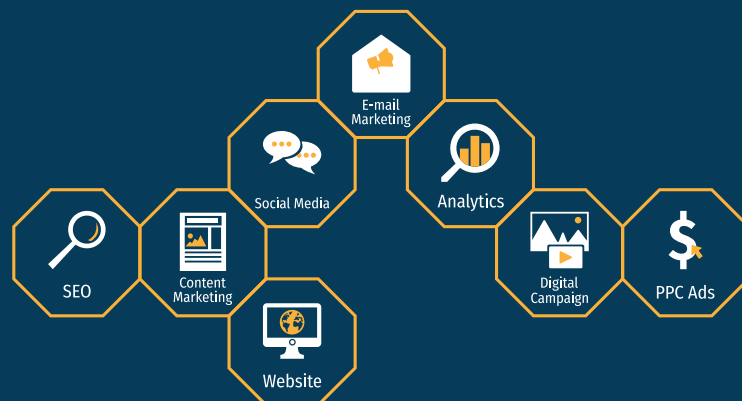 E-mail
Marketing
Social Media
Analytics
SEO
Content
Marketing
Digital
Campaign
PPC Ads
Website